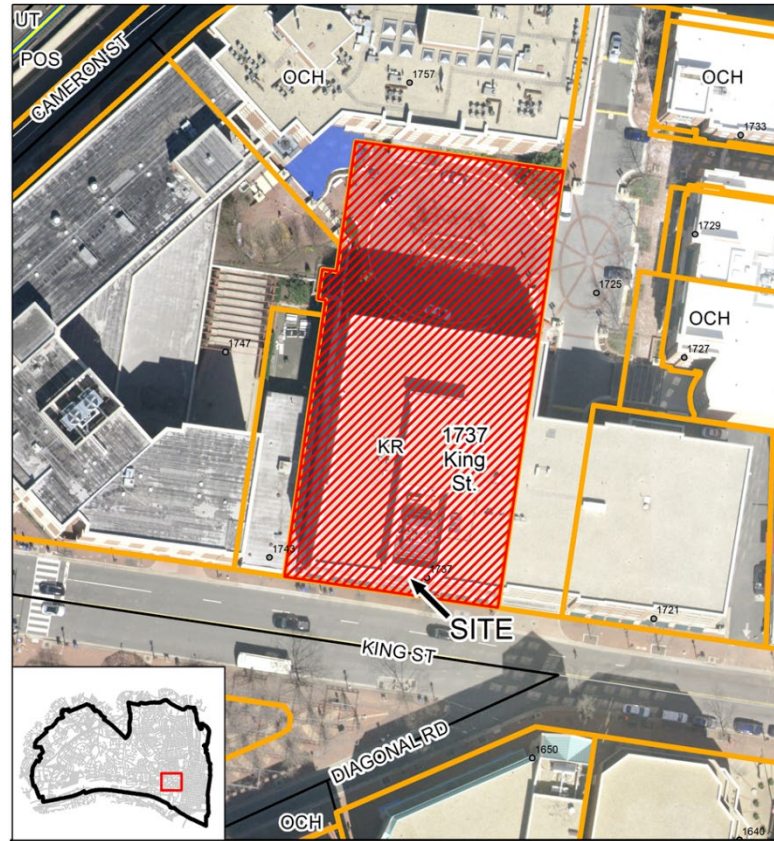 UT
POS
CAMERON ST
OCH
1757
OCH
1733
1729
1725
OCH
1727
1747
KR
1737
King
St.
1743
1737
SITE
1721
KING ST
DIAGONAL RD
1650
OCH
1640